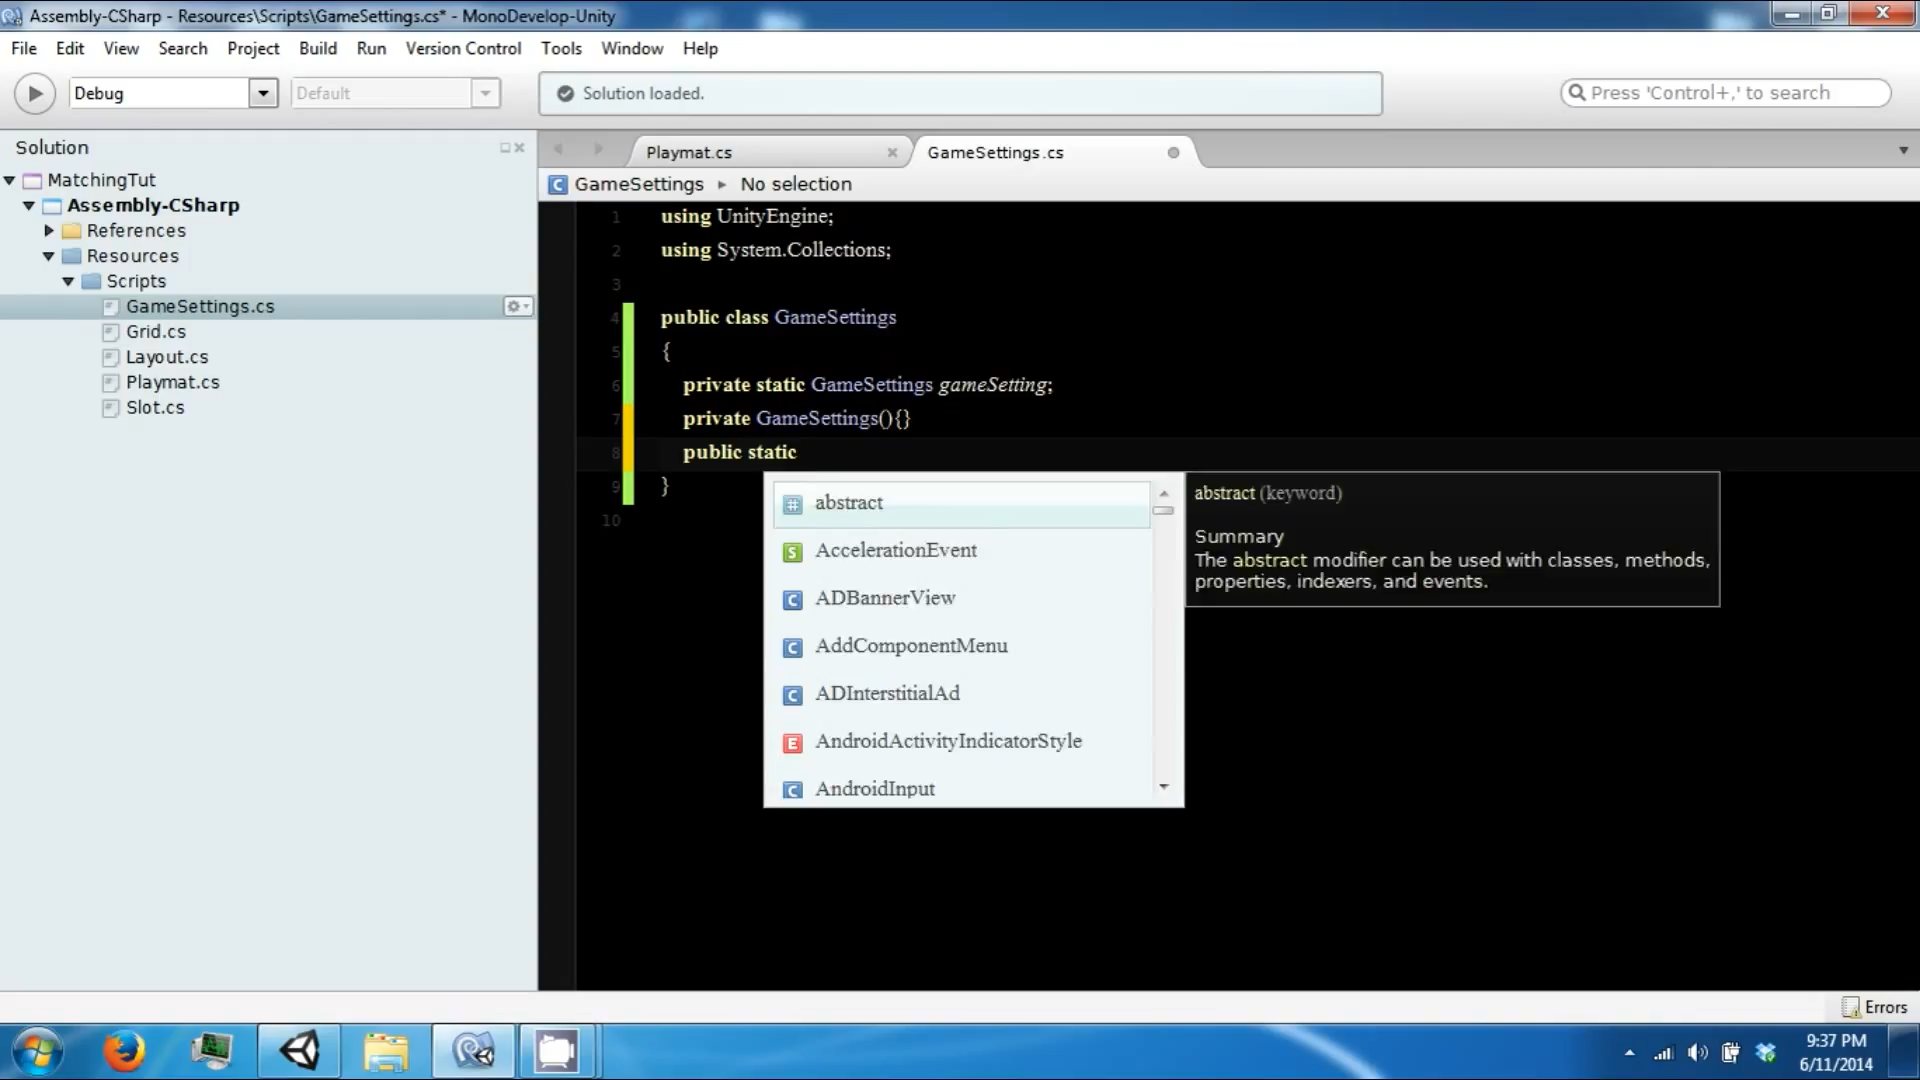 Assembly-CSharp - Resources\Scripts\GameSettings.cs* - MonoDevelop-Unity
File Edit View Search Project Build Run Version Control Tools Window Help
Debug Default Solution loaded. Press 'Control+,' to search
Solution
MatchingTut
Assembly-CSharp
References
Resources
Scripts
GameSettings.cs
Grid.cs
Layout.cs
Playmat.cs
Slot.cs
Playmat.cs GameSettings.cs
GameSettings No selection
1 using UnityEngine;
2 using System.Collections;
3
4 public class GameSettings
5 {
6 private static GameSettings gameSetting;
7 private GameSettings(){}
8 public static
9 }
10
abstract
AccelerationEvent
ADBannerView
AddComponentMenu
ADInterstitialAd
AndroidActivityIndicatorStyle
AndroidInput
abstract (keyword)
Summary
The abstract modifier can be used with classes, methods,
properties, indexers, and events.
Errors
9:37 PM
6/11/2014